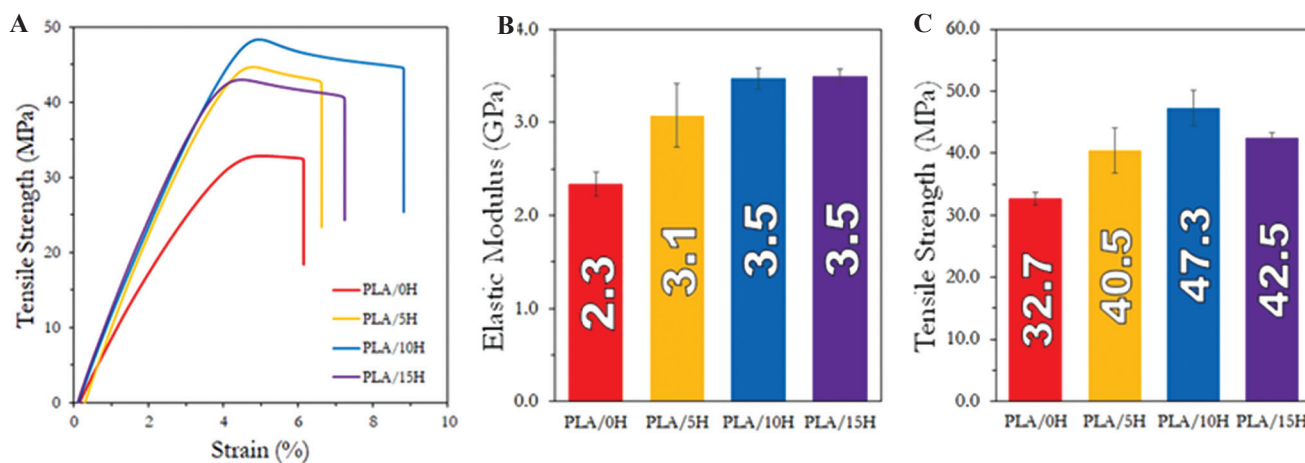 A
Tensile Strength (MPa)
50
40
30
20
10
0
0 2 4 6 8 10
Strain (%)
PLA/0H
PLA/5H
PLA/10H
PLA/15H
B
Elastic Modulus (GPa)
4.0
3.0
2.0
1.0
0.0
2.3
3.1
3.5
3.5
PLA/0H PLA/5H PLA/10H PLA/15H
C
Tensile Strength (MPa)
60.0
50.0
40.0
30.0
20.0
10.0
0.0
32.7
40.5
47.3
42.5
PLA/0H PLA/5H PLA/10H PLA/15H